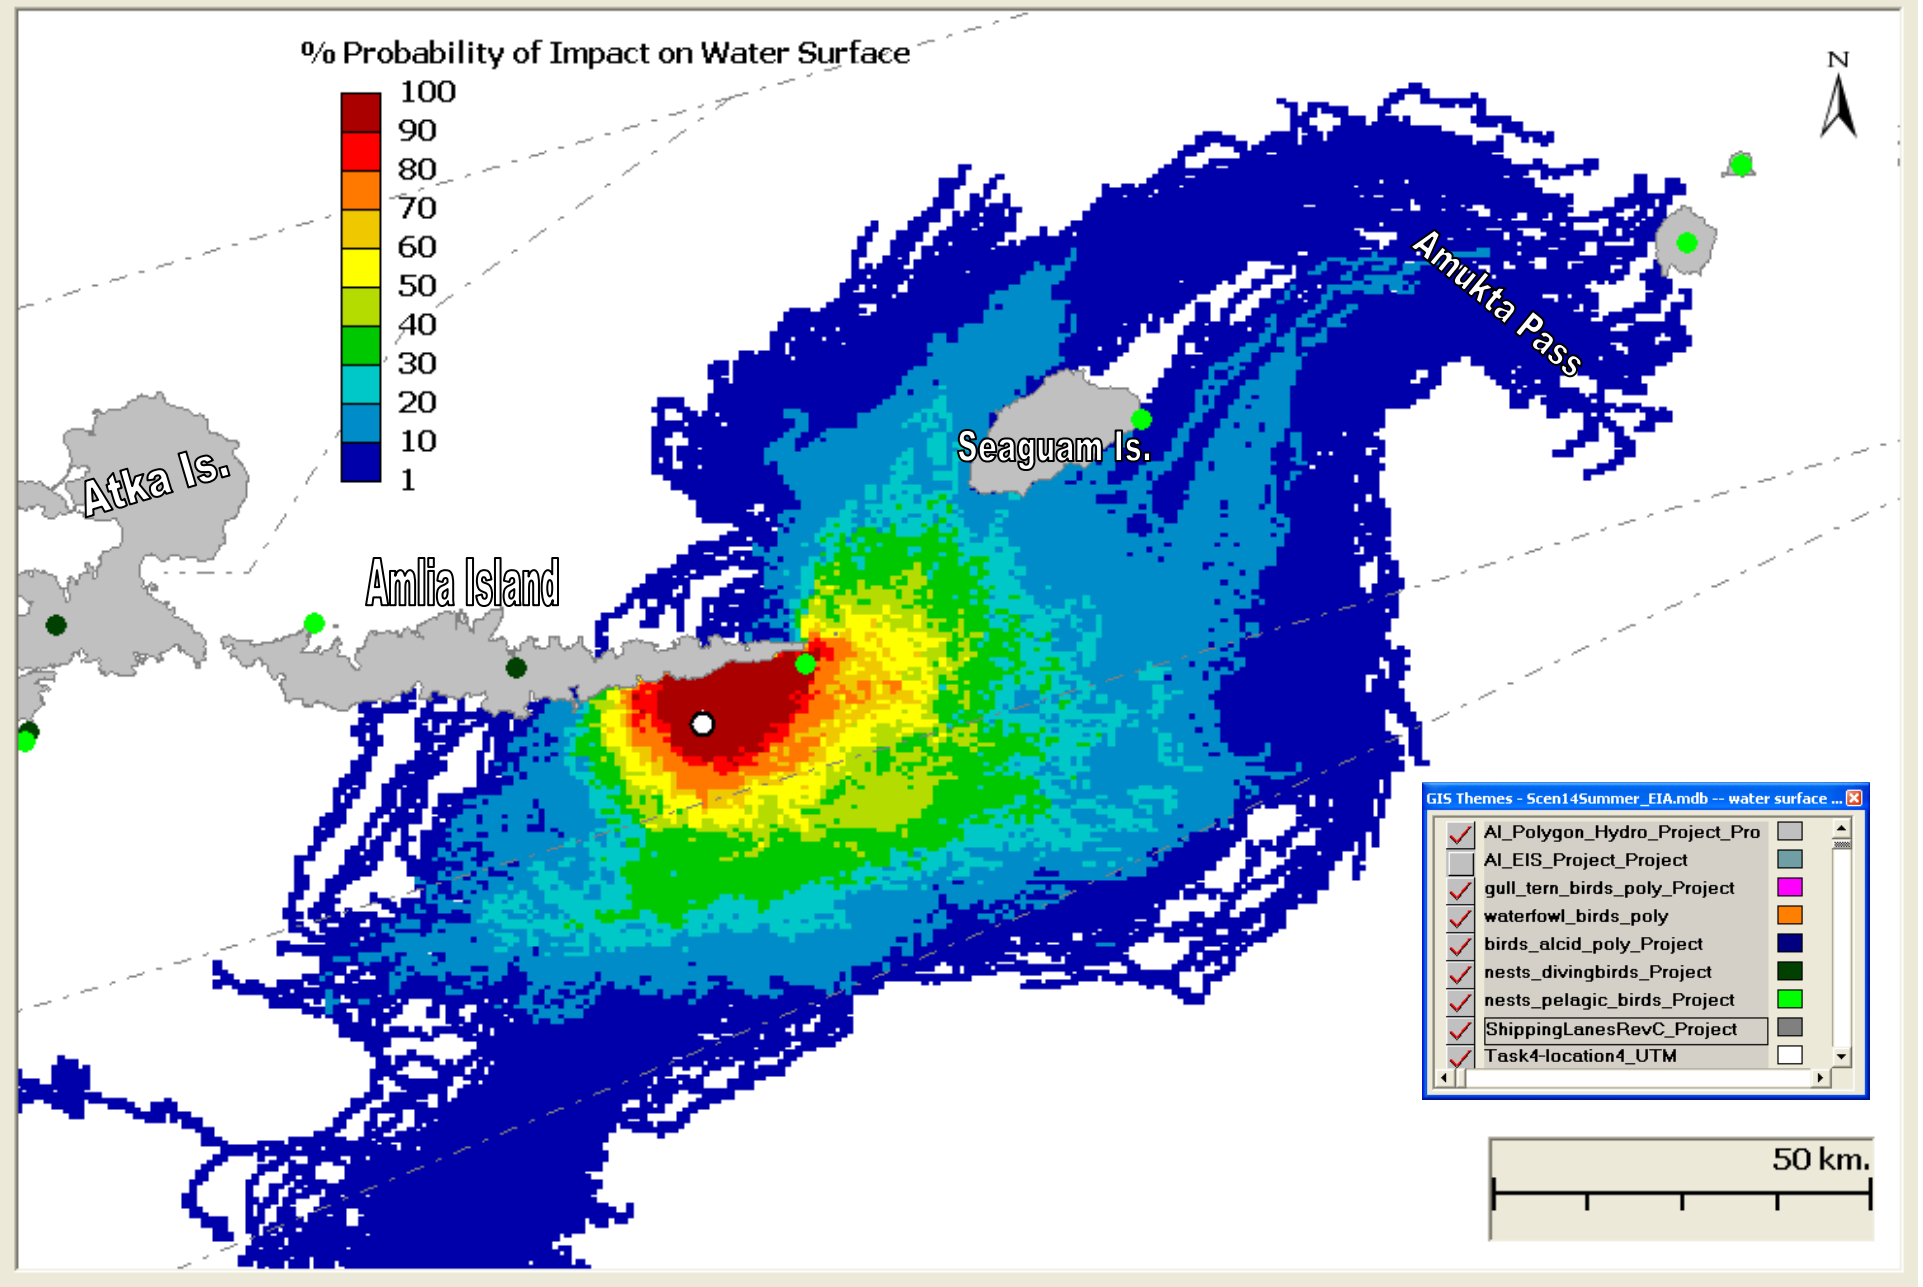 % Probability of Impact on Water Surface
100
90
80
70
60
50
40
30
20
10
1
N
Amukta Pass
Seaguam Is.
Atka Is.
Amlia Island
GIS Themes - Scen14Summer_EIA.mdb -- water surface ...
AI_Polygon_Hydro_Project_Pro
AI_EIS_Project_Project
gull_tern_birds_poly_Project
waterfowl_birds_poly
birds_alcid_poly_Project
nests_divingbirds_Project
nests_pelagic_birds_Project
ShippingLanesRevC_Project
Task4-location4_UTM
50 km.